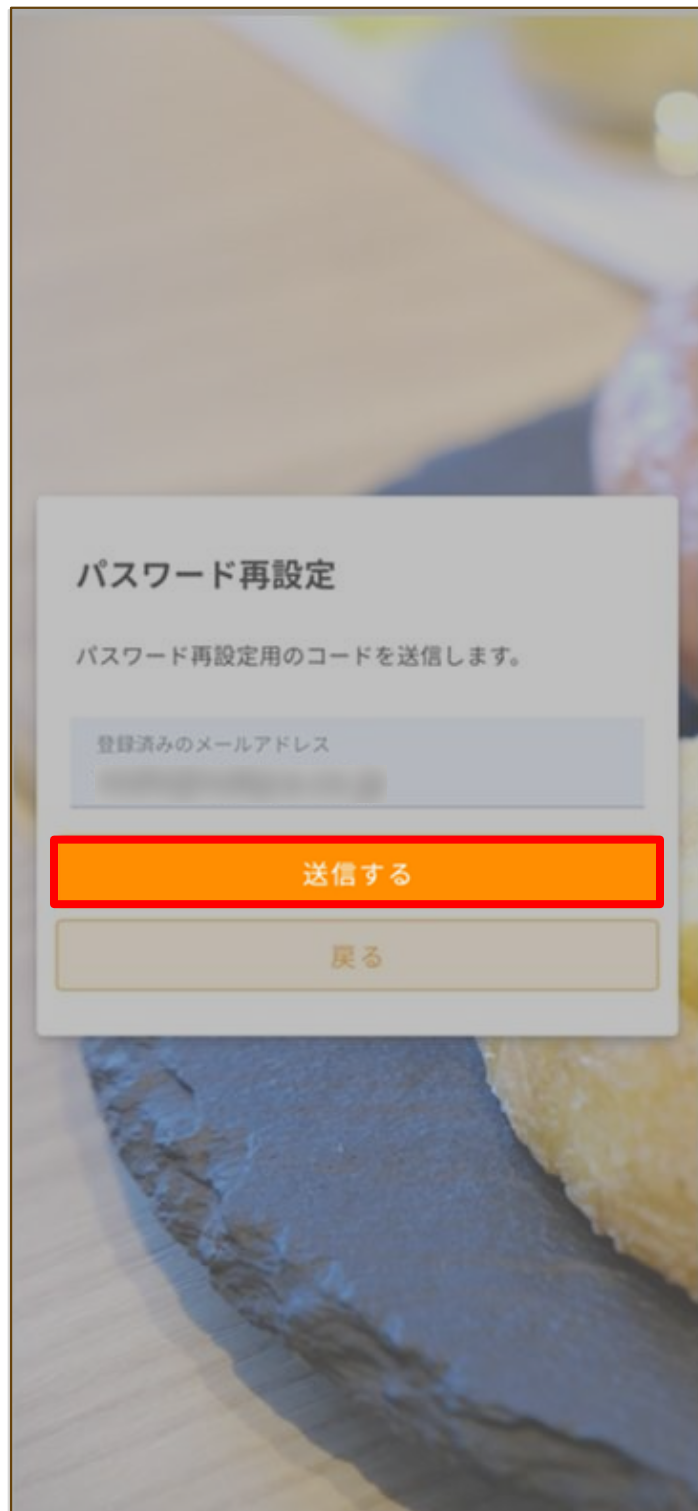 パスワード再設定
パスワード再設定用のコードを送信します。
登録済みのメールアドレス
送信する
戻る